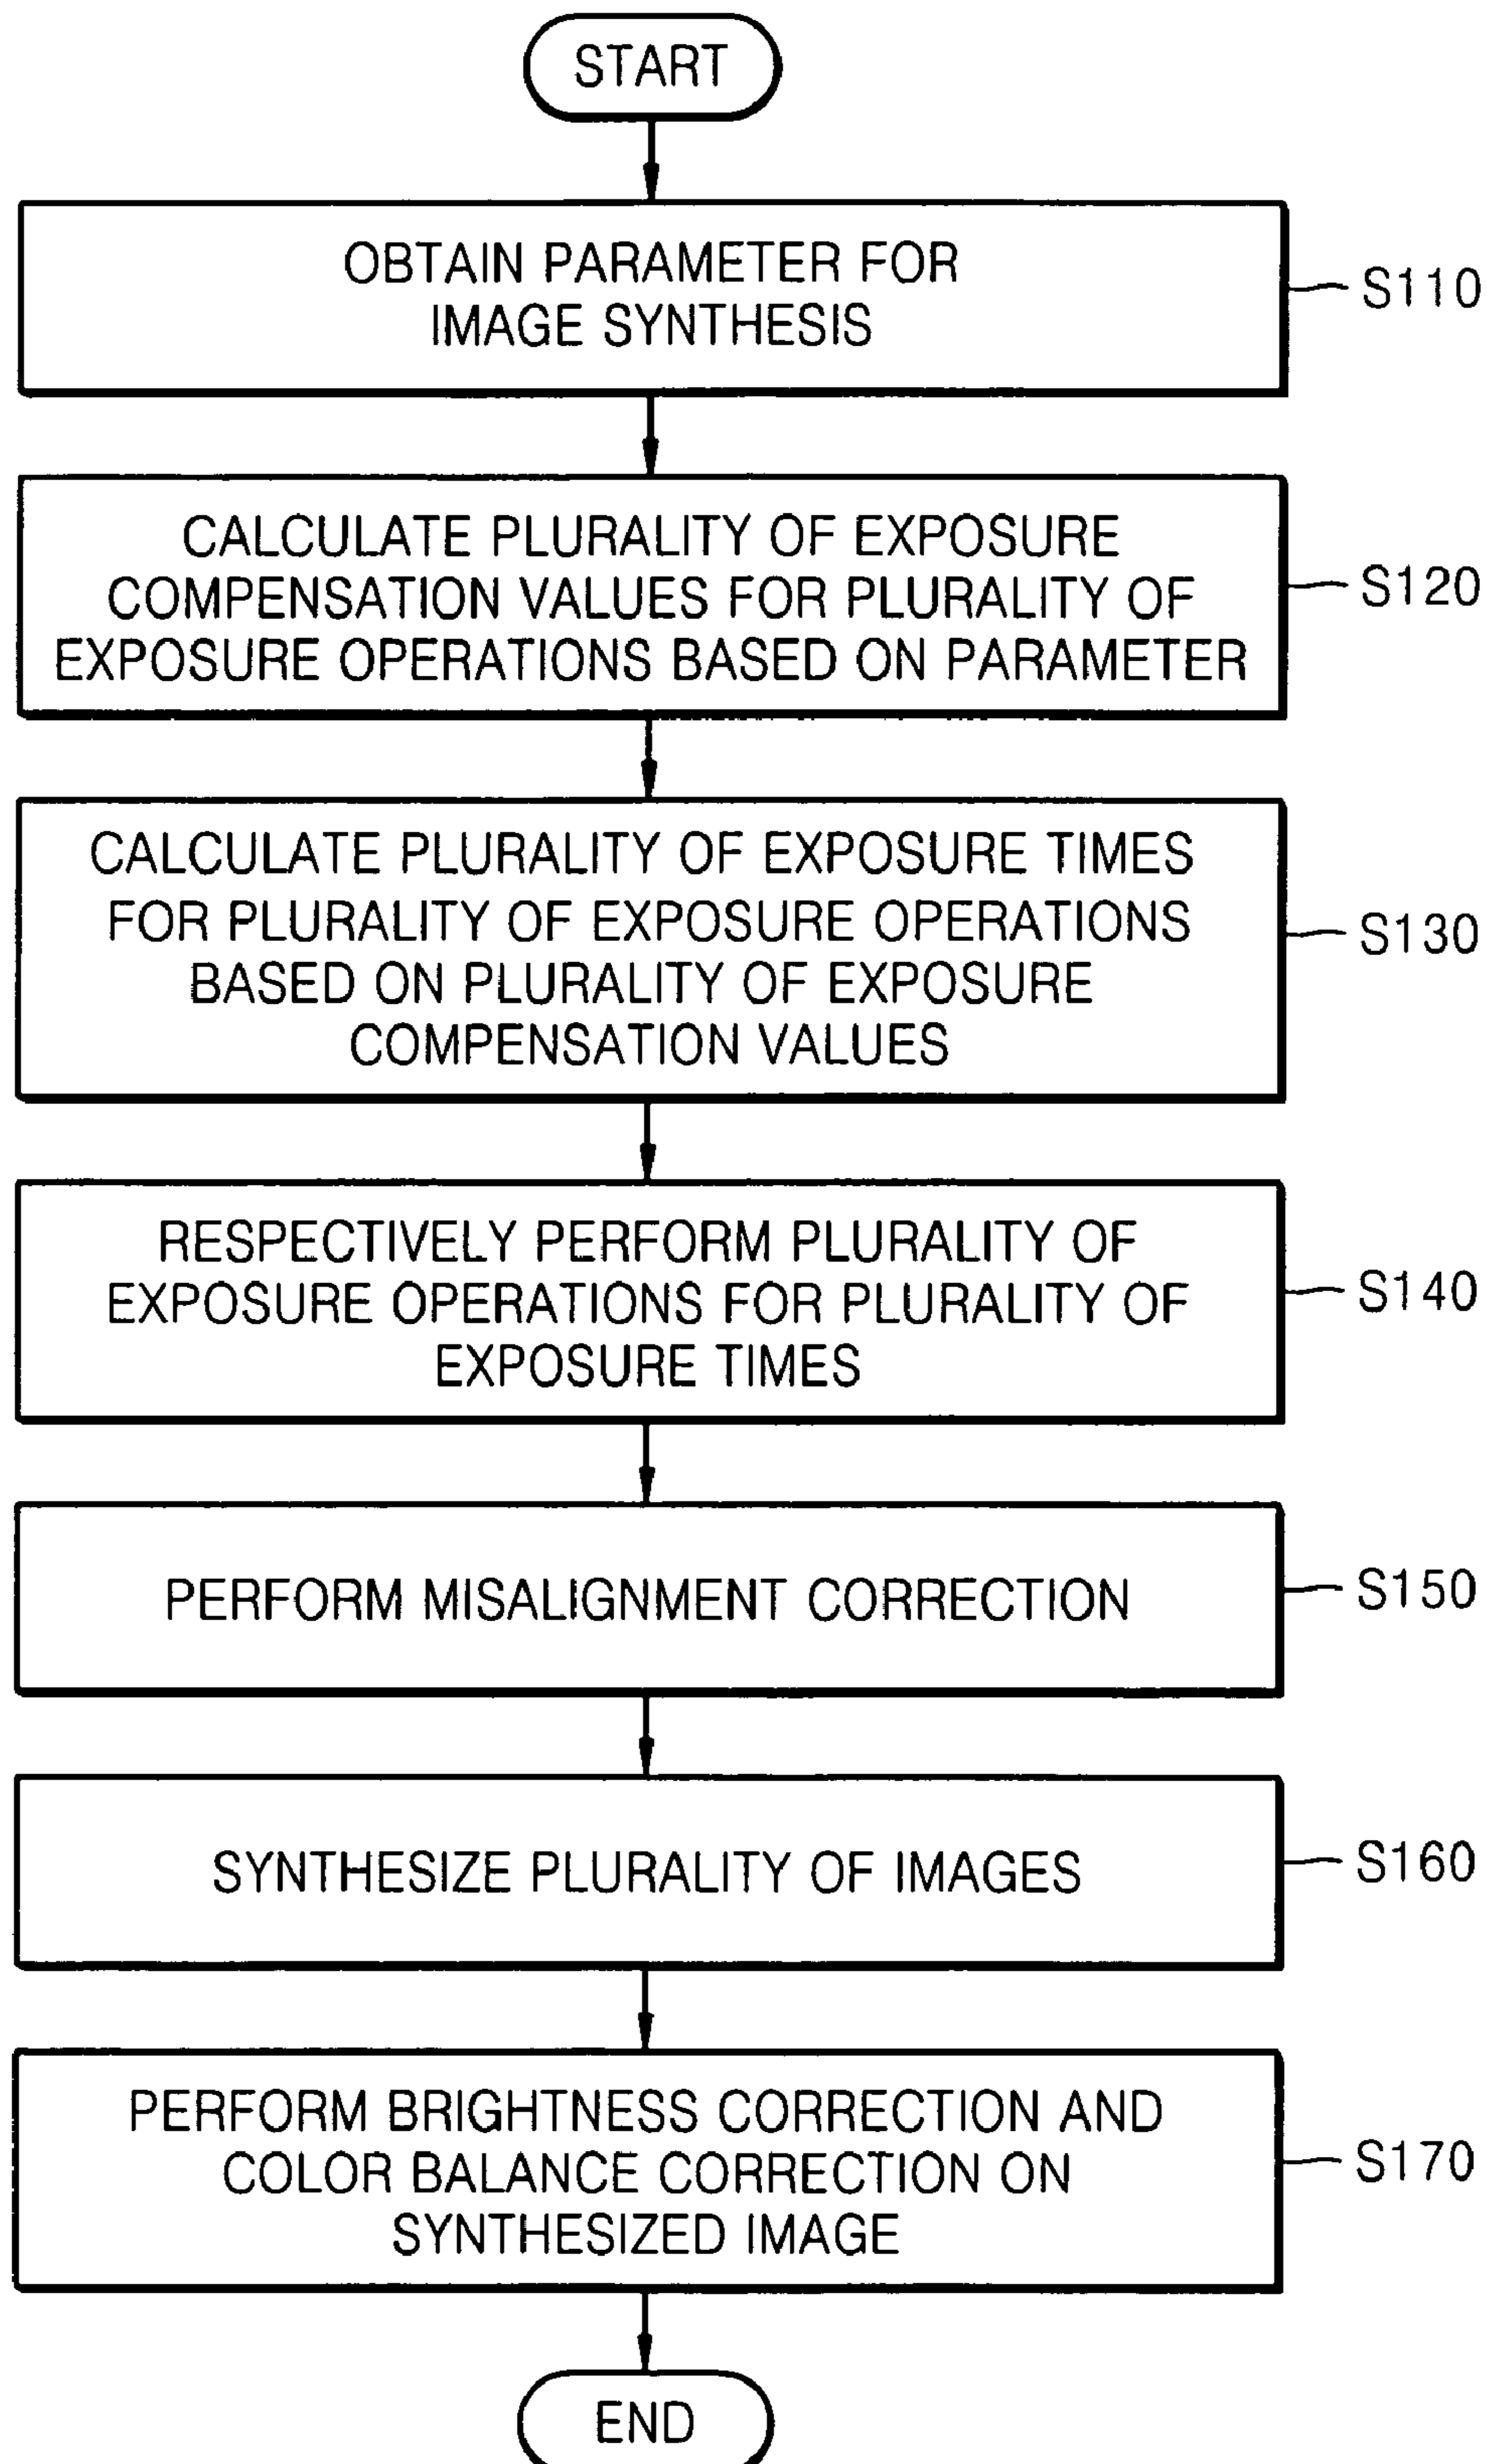 START
OBTAIN PARAMETER FOR
IMAGE SYNTHESIS
S110
CALCULATE PLURALITY OF EXPOSURE
COMPENSATION VALUES FOR PLURALITY OF
EXPOSURE OPERATIONS BASED ON PARAMETER
S120
CALCULATE PLURALITY OF EXPOSURE TIMES
FOR PLURALITY OF EXPOSURE OPERATIONS
BASED ON PLURALITY OF EXPOSURE
COMPENSATION VALUES
S130
RESPECTIVELY PERFORM PLURALITY OF
EXPOSURE OPERATIONS FOR PLURALITY OF
EXPOSURE TIMES
S140
PERFORM MISALIGNMENT CORRECTION
S150
SYNTHESIZE PLURALITY OF IMAGES
S160
PERFORM BRIGHTNESS CORRECTION AND
COLOR BALANCE CORRECTION ON
SYNTHESIZED IMAGE
S170
END